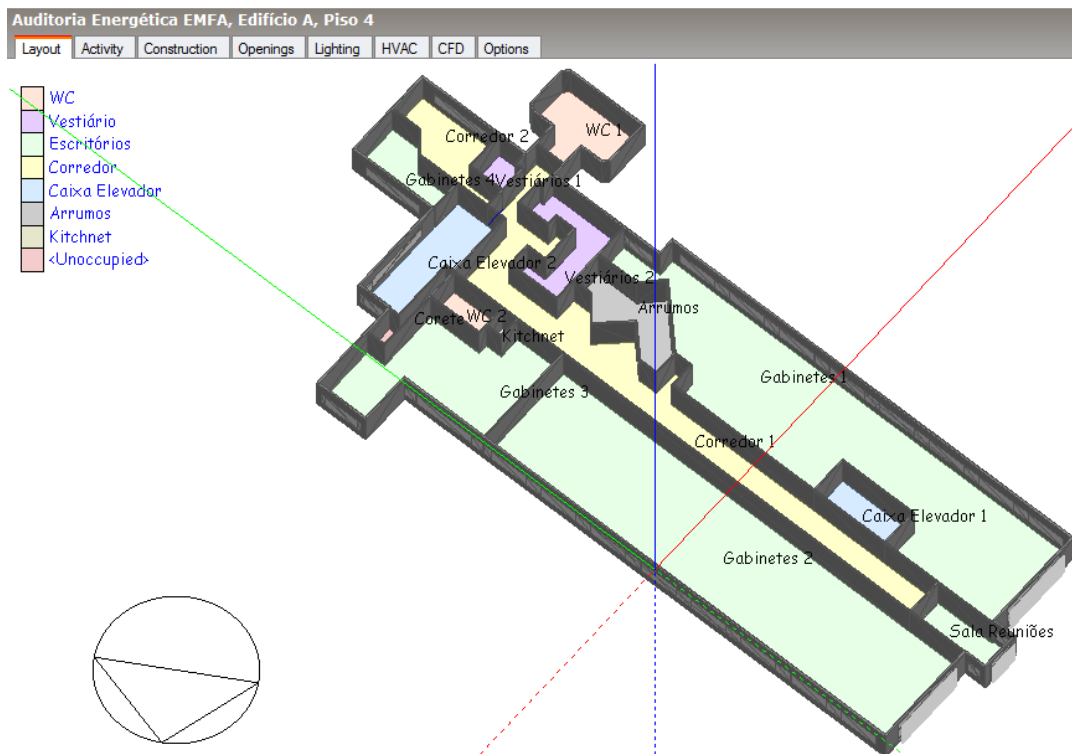 Auditoria Energética EMFA, Edifício A, Piso 4
Layout Activity Construction Openings Lighting HVAC CFD Options
WC
Vestiário
Escritórios
Corredor
Caixa Elevador
Arrumos
Kitchnet
<Unoccupied>
WC 1
Corredor 2
Gabinetes 4
Vestiários 1
Caixa Elevador 2
Vestiários 2
Arrumos
Corete
WC 2
Kitchnet
Gabinetes 1
Gabinetes 3
Corredor 1
Caixa Elevador 1
Gabinetes 2
Sala Reuniões